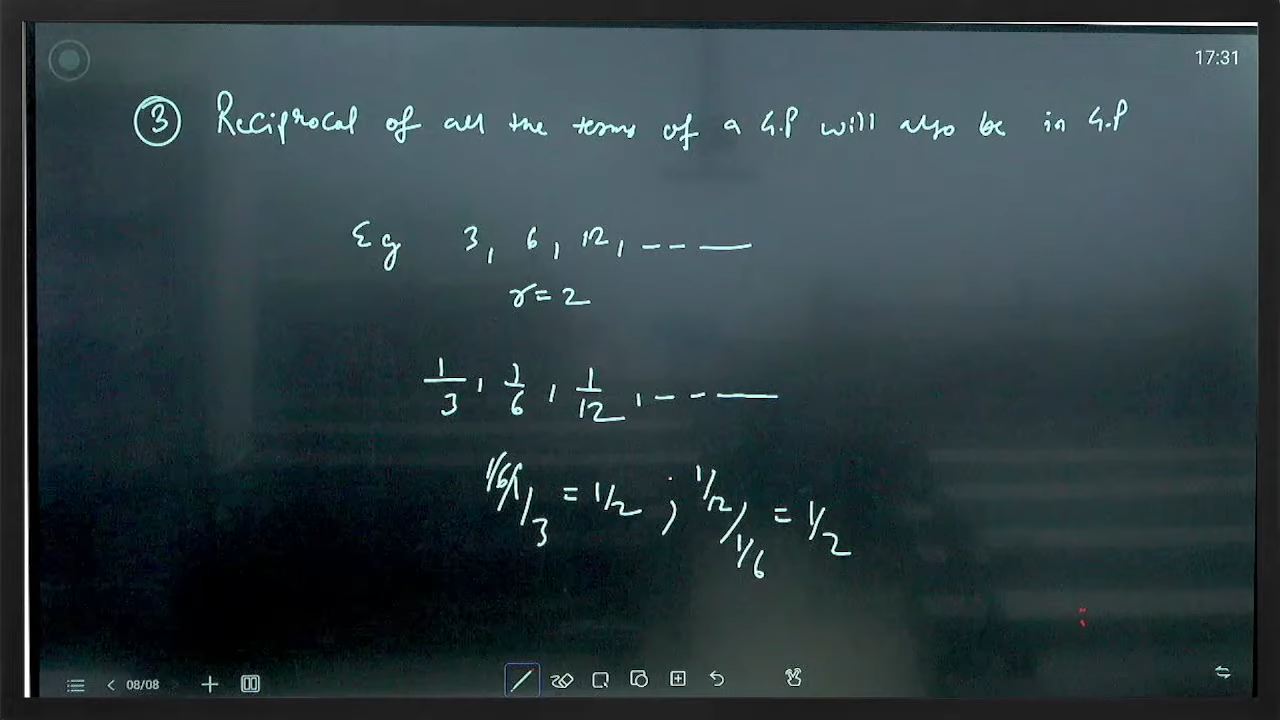 17:31
③ Reciprocal of all the terms of a G.P will also be in G.P
Eg 3, 6, 12, -- —
r = 2
1/3, 1/6, 1/12, -- —
1/6/1/3 = 1/2 ; 1/12/1/6 = 1/2
08/08